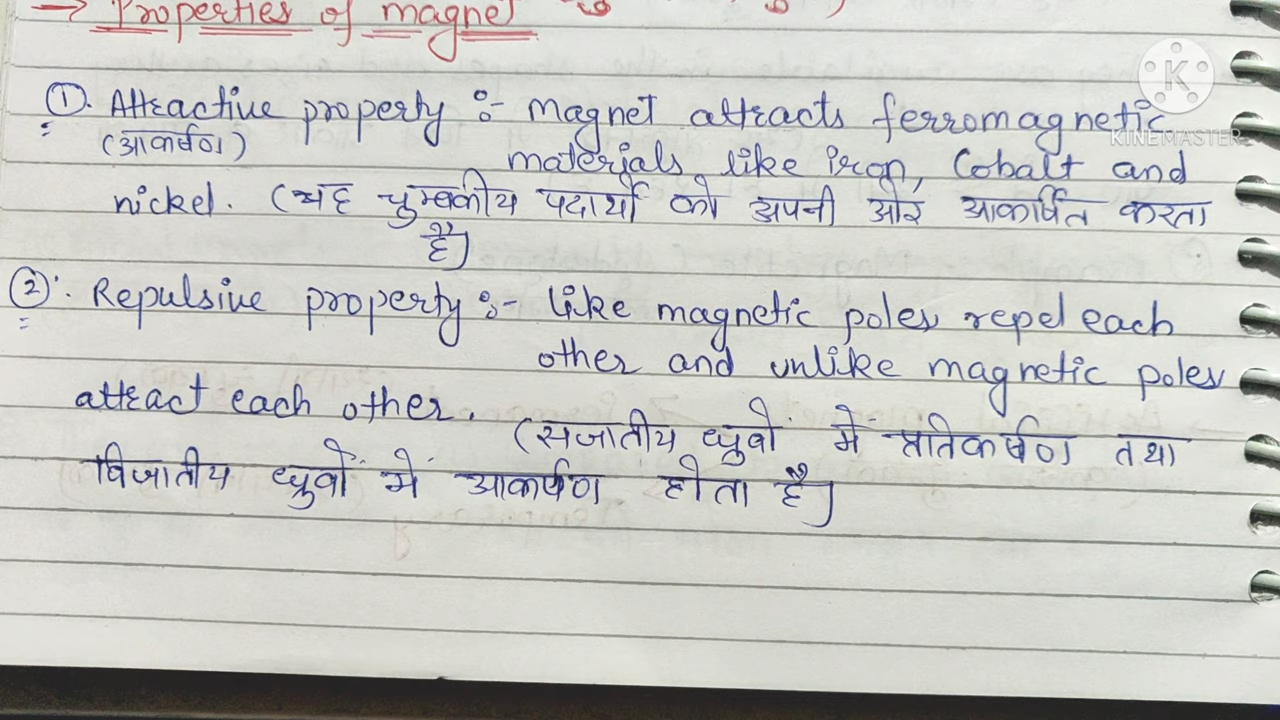 → Properties of magnet
①. Attractive property :- Magnet attracts ferromagnetic
(आकर्षण) materials like iron, Cobalt and
nickel. (यह चुम्बकीय पदार्थों को अपनी ओर आकर्षित करता
है)
②. Repulsive property :- like magnetic poles repel each
other and unlike magnetic poles
attract each other. (सजातीय ध्रुवों में प्रतिकर्षण तथा
विजातीय ध्रुवों में आकर्षण होता है)
K
KINEMASTER